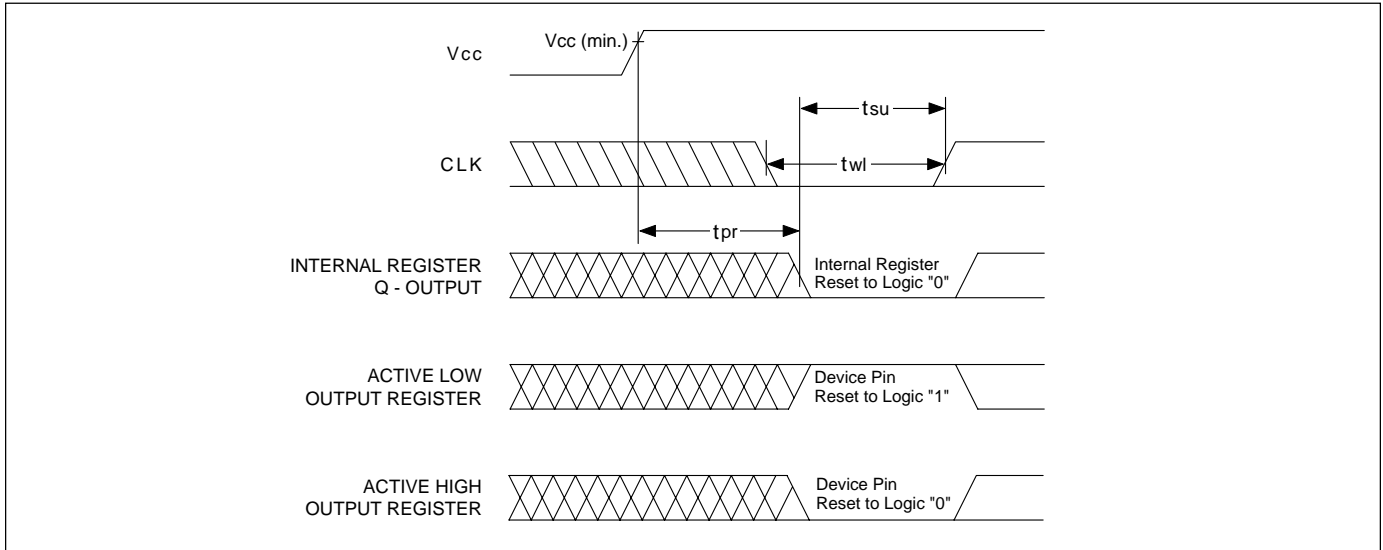 Vcc
Vcc (min.)
tsu
CLK
twl
tpr
INTERNAL REGISTER
Q - OUTPUT
Internal Register
Reset to Logic "0"
ACTIVE LOW
OUTPUT REGISTER
Device Pin
Reset to Logic "1"
ACTIVE HIGH
OUTPUT REGISTER
Device Pin
Reset to Logic "0"